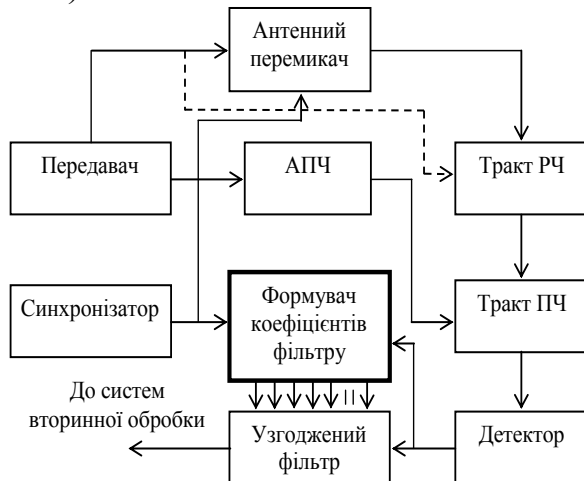 Антенний
перемикач
Передавач
АПЧ
Тракт РЧ
Синхронізатор
Формувач
коефіцієнтів
фільтру
Тракт ПЧ
До систем
вторинної обробки
Узгоджений
фільтр
Детектор